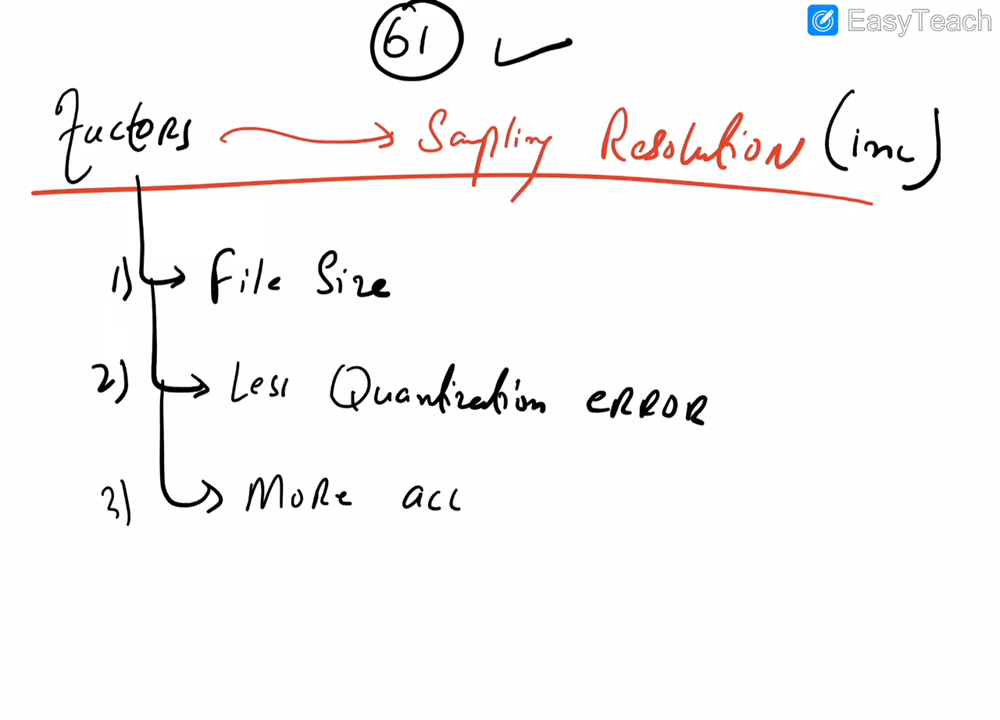 EasyTeach
61
Factors → Sampling Resolution (inc)
1) → File Size
2) → Less Quantization ERROR
3) → MoRe acc